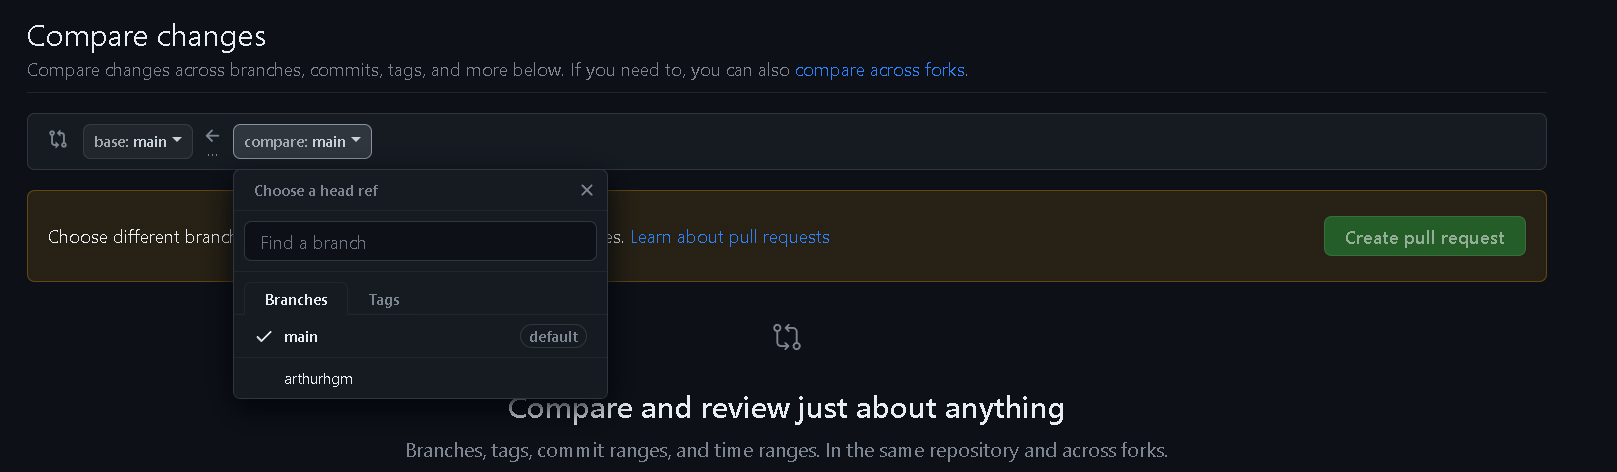 Compare changes
Compare changes across branches, commits, tags, and more below. If you need to, you can also compare across forks.
base: main
...
compare: main
Choose a head ref
Find a branch
Choose different branch
es. Learn about pull requests
Create pull request
Branches Tags
main default
arthurhgm
Compare and review just about anything
Branches, tags, commit ranges, and time ranges. In the same repository and across forks.